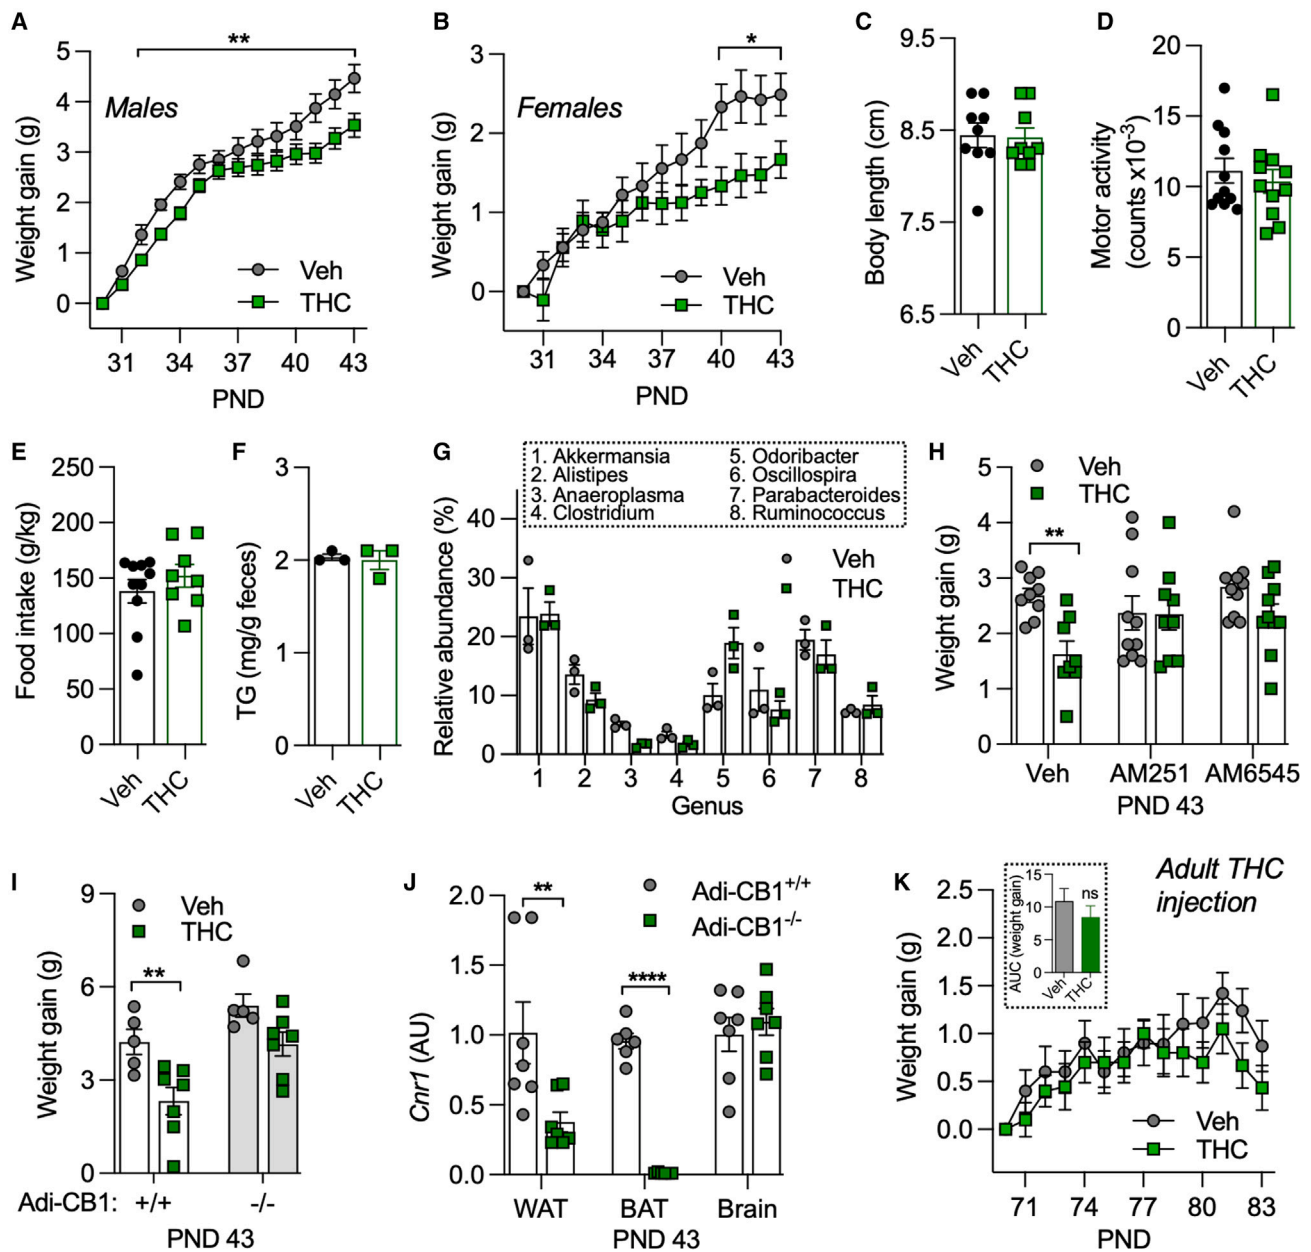 A
B
C
D
5
4
3
2
1
0
Weight gain (g)
Males
**
Veh
THC
31 34 37 40 43
PND
3
2
1
0
Weight gain (g)
Females
*
Veh
THC
31 34 37 40 43
PND
9.5
8.5
7.5
6.5
Body length (cm)
Veh THC
20
15
10
5
0
Motor activity
(counts x10-3)
Veh THC
E
F
G
H
250
200
150
100
50
0
Food intake (g/kg)
Veh THC
3
2
1
0
TG (mg/g feces)
Veh THC
1. Akkermansia
2. Alistipes
3. Anaeroplasma
4. Clostridium
5. Odoribacter
6. Oscillospira
7. Parabacteroides
8. Ruminococcus
40
30
20
10
0
Relative abundance (%)
Veh
THC
1 2 3 4 5 6 7 8
Genus
5
4
3
2
1
0
Weight gain (g)
Veh
THC
**
Veh AM251 AM6545
PND 43
I
J
K
9
6
3
0
Weight gain (g)
Veh
THC
**
Adi-CB1: +/+ -/-
PND 43
2.0
1.5
1.0
0.5
0.0
Cnr1 (AU)
**
****
Adi-CB1+/+
Adi-CB1-/-
WAT BAT Brain
PND 43
2.5
2.0
1.5
1.0
0.5
0.0
Weight gain (g)
15
10
5
0
AUC (weight gain)
ns
Veh THC
Adult THC
injection
Veh
THC
71 74 77 80 83
PND